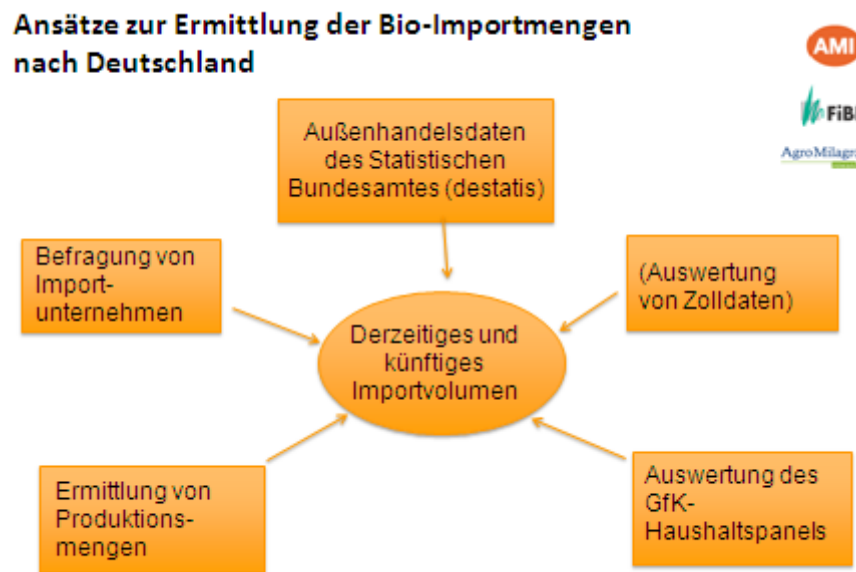 Ansätze zur Ermittlung der Bio-Importmengen
nach Deutschland
AMI
FiBL
Außenhandelsdaten
des Statistischen
Bundesamtes (destatis)
Befragung von
Import-
unternehmen
(Auswertung
von Zolldaten)
Derzeitiges und
künftiges
Importvolumen
Ermittlung von
Produktions-
mengen
Auswertung des
GfK-
Haushaltspanels